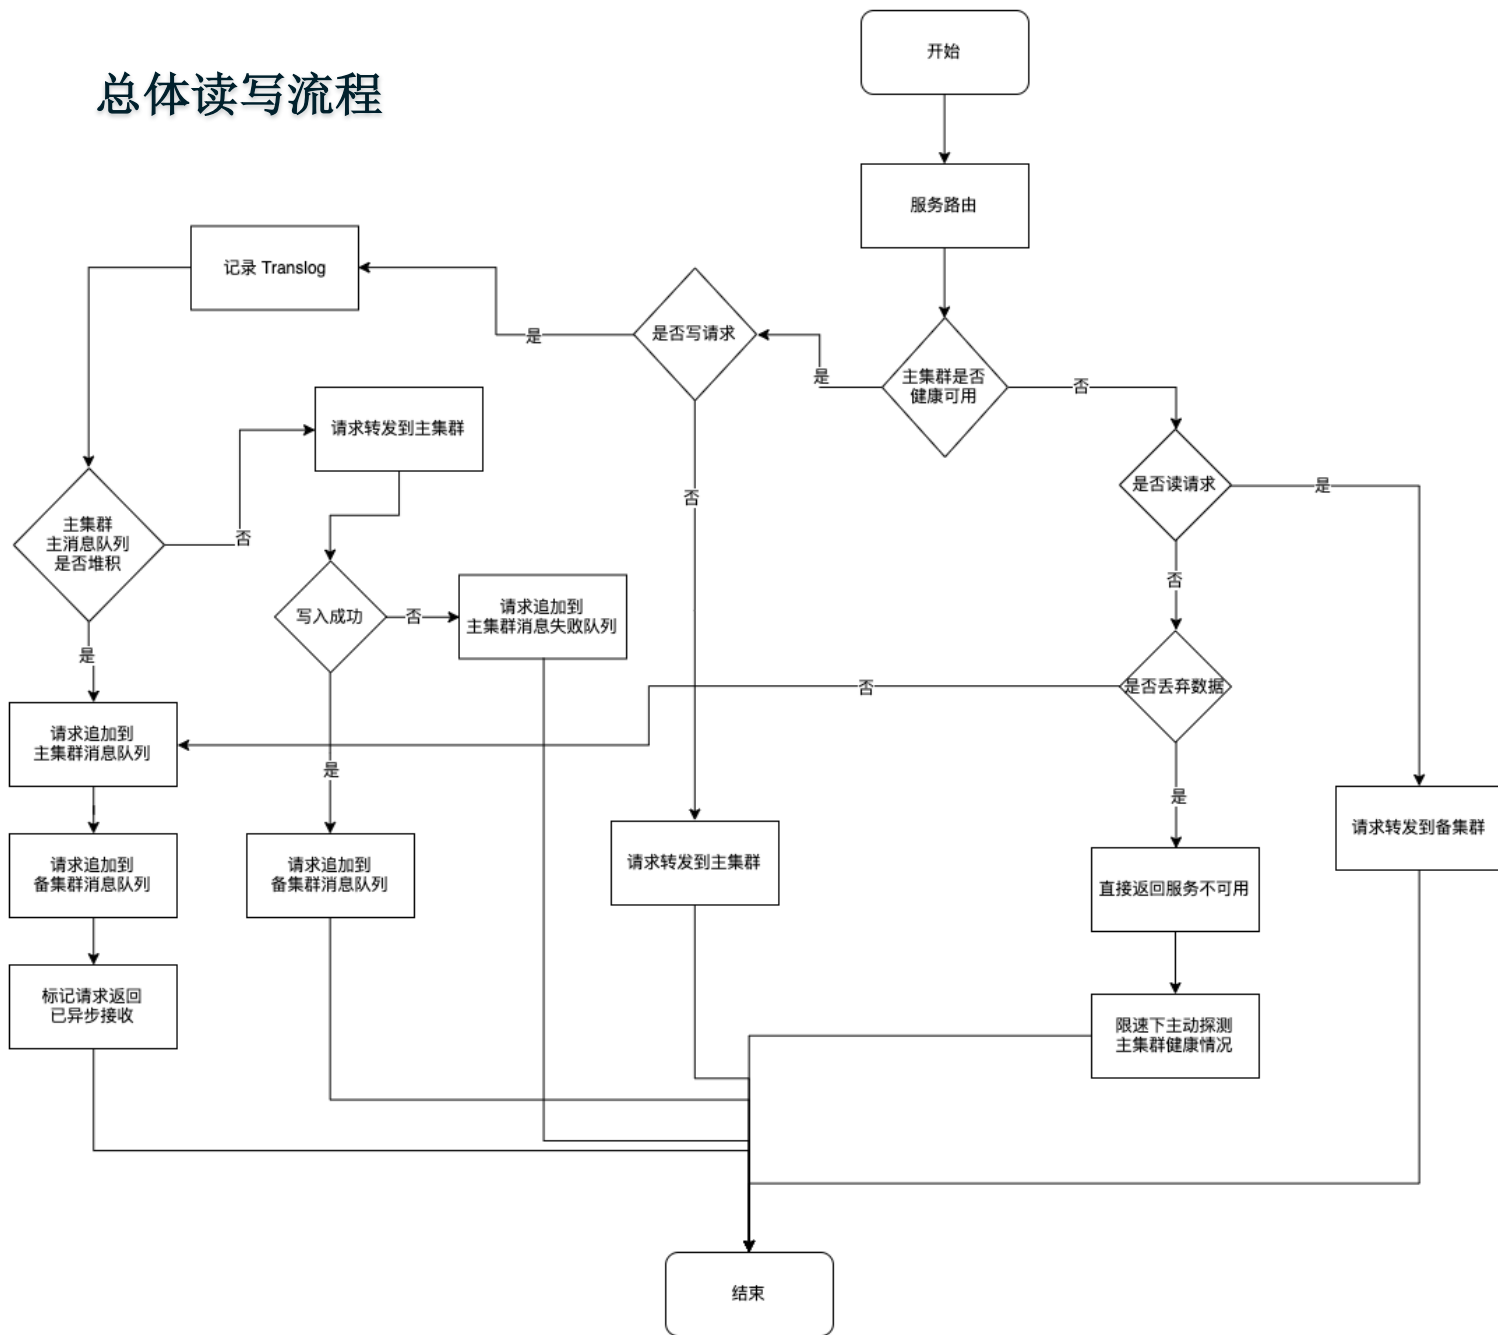 总体读写流程
开始
服务路由
主集群是否
健康可用
是
否
是否写请求
是
否
记录 Translog
主集群
主消息队列
是否堆积
否
是
请求转发到主集群
写入成功
否
是
请求追加到
主集群消息失败队列
请求追加到
主集群消息队列
请求追加到
备集群消息队列
标记请求返回
已异步接收
请求追加到
备集群消息队列
请求转发到主集群
是否读请求
是
否
是否丢弃数据
否
是
直接返回服务不可用
限速下主动探测
主集群健康情况
请求转发到备集群
结束